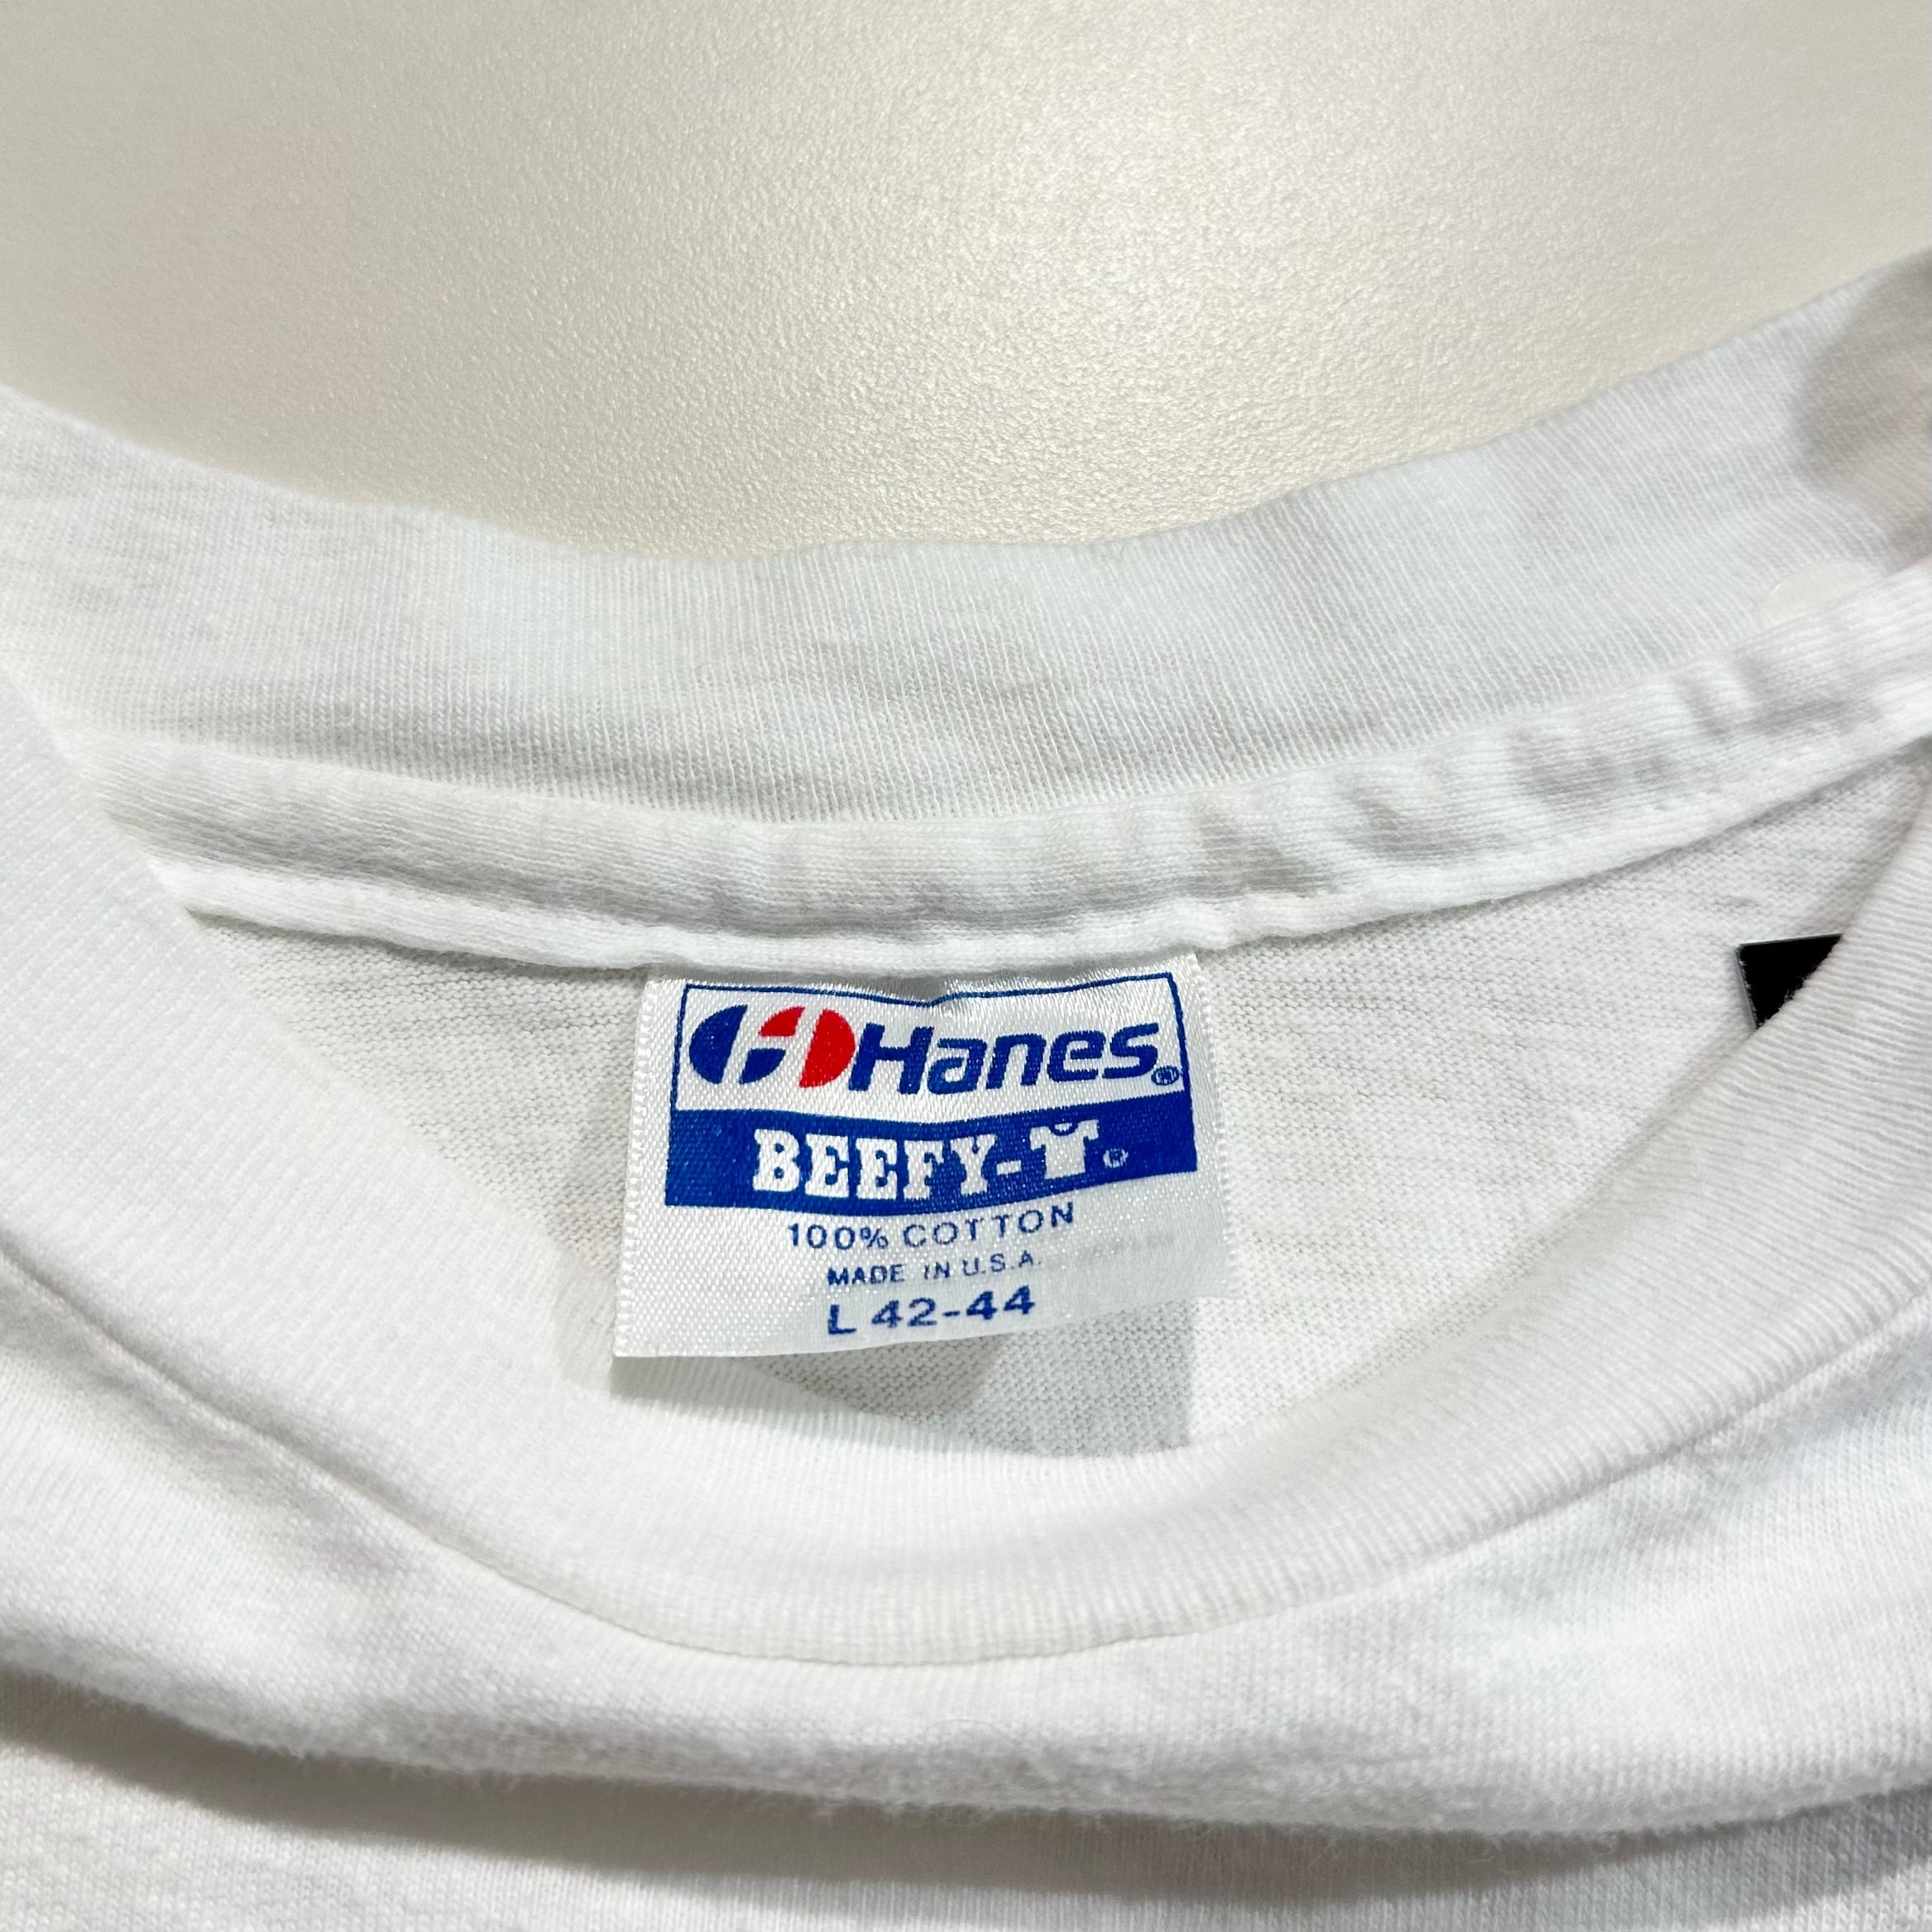 Hanes®
BEEFY-T®
100% COTTON
MADE IN U.S.A.
L 42-44